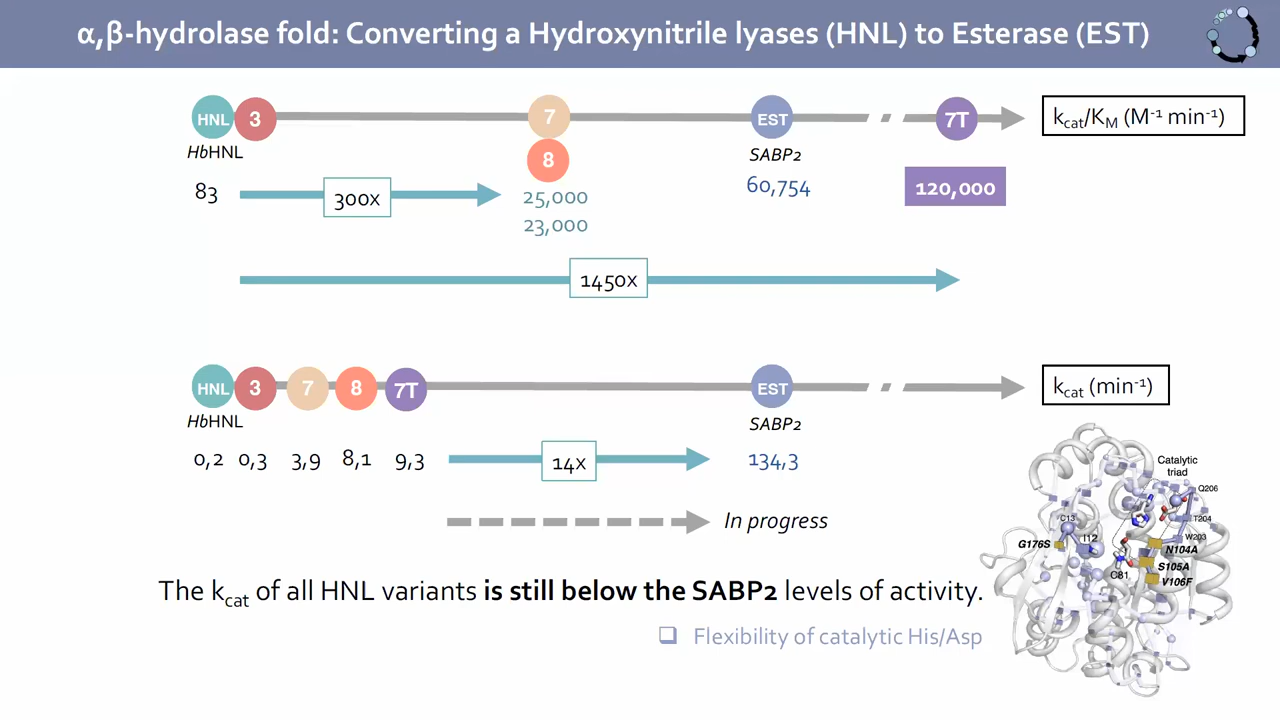 α,β-hydrolase fold: Converting a Hydroxynitrile lyases (HNL) to Esterase (EST)
HNL 3 7 EST 7T kcat/KM (M-1 min-1)
HbHNL 8 SABP2
83 300x 25,000 60,754 120,000
23,000
1450x
HNL 3 7 8 7T EST kcat (min-1)
HbHNL SABP2
0,2 0,3 3,9 8,1 9,3 14x 134,3
In progress
Catalytic
triad
Q206
C13 T204
I12 W203
G176S N104A
S105A
C81 V106F
The kcat of all HNL variants is still below the SABP2 levels of activity.
❑ Flexibility of catalytic His/Asp